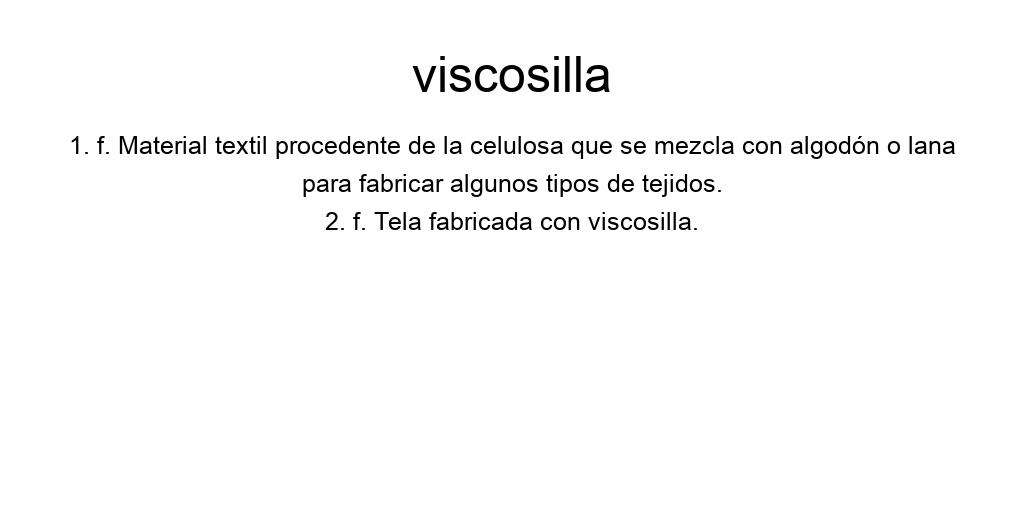 viscosilla
1. f. Material textil procedente de la celulosa que se mezcla con algodón o lana
para fabricar algunos tipos de tejidos.
2. f. Tela fabricada con viscosilla.